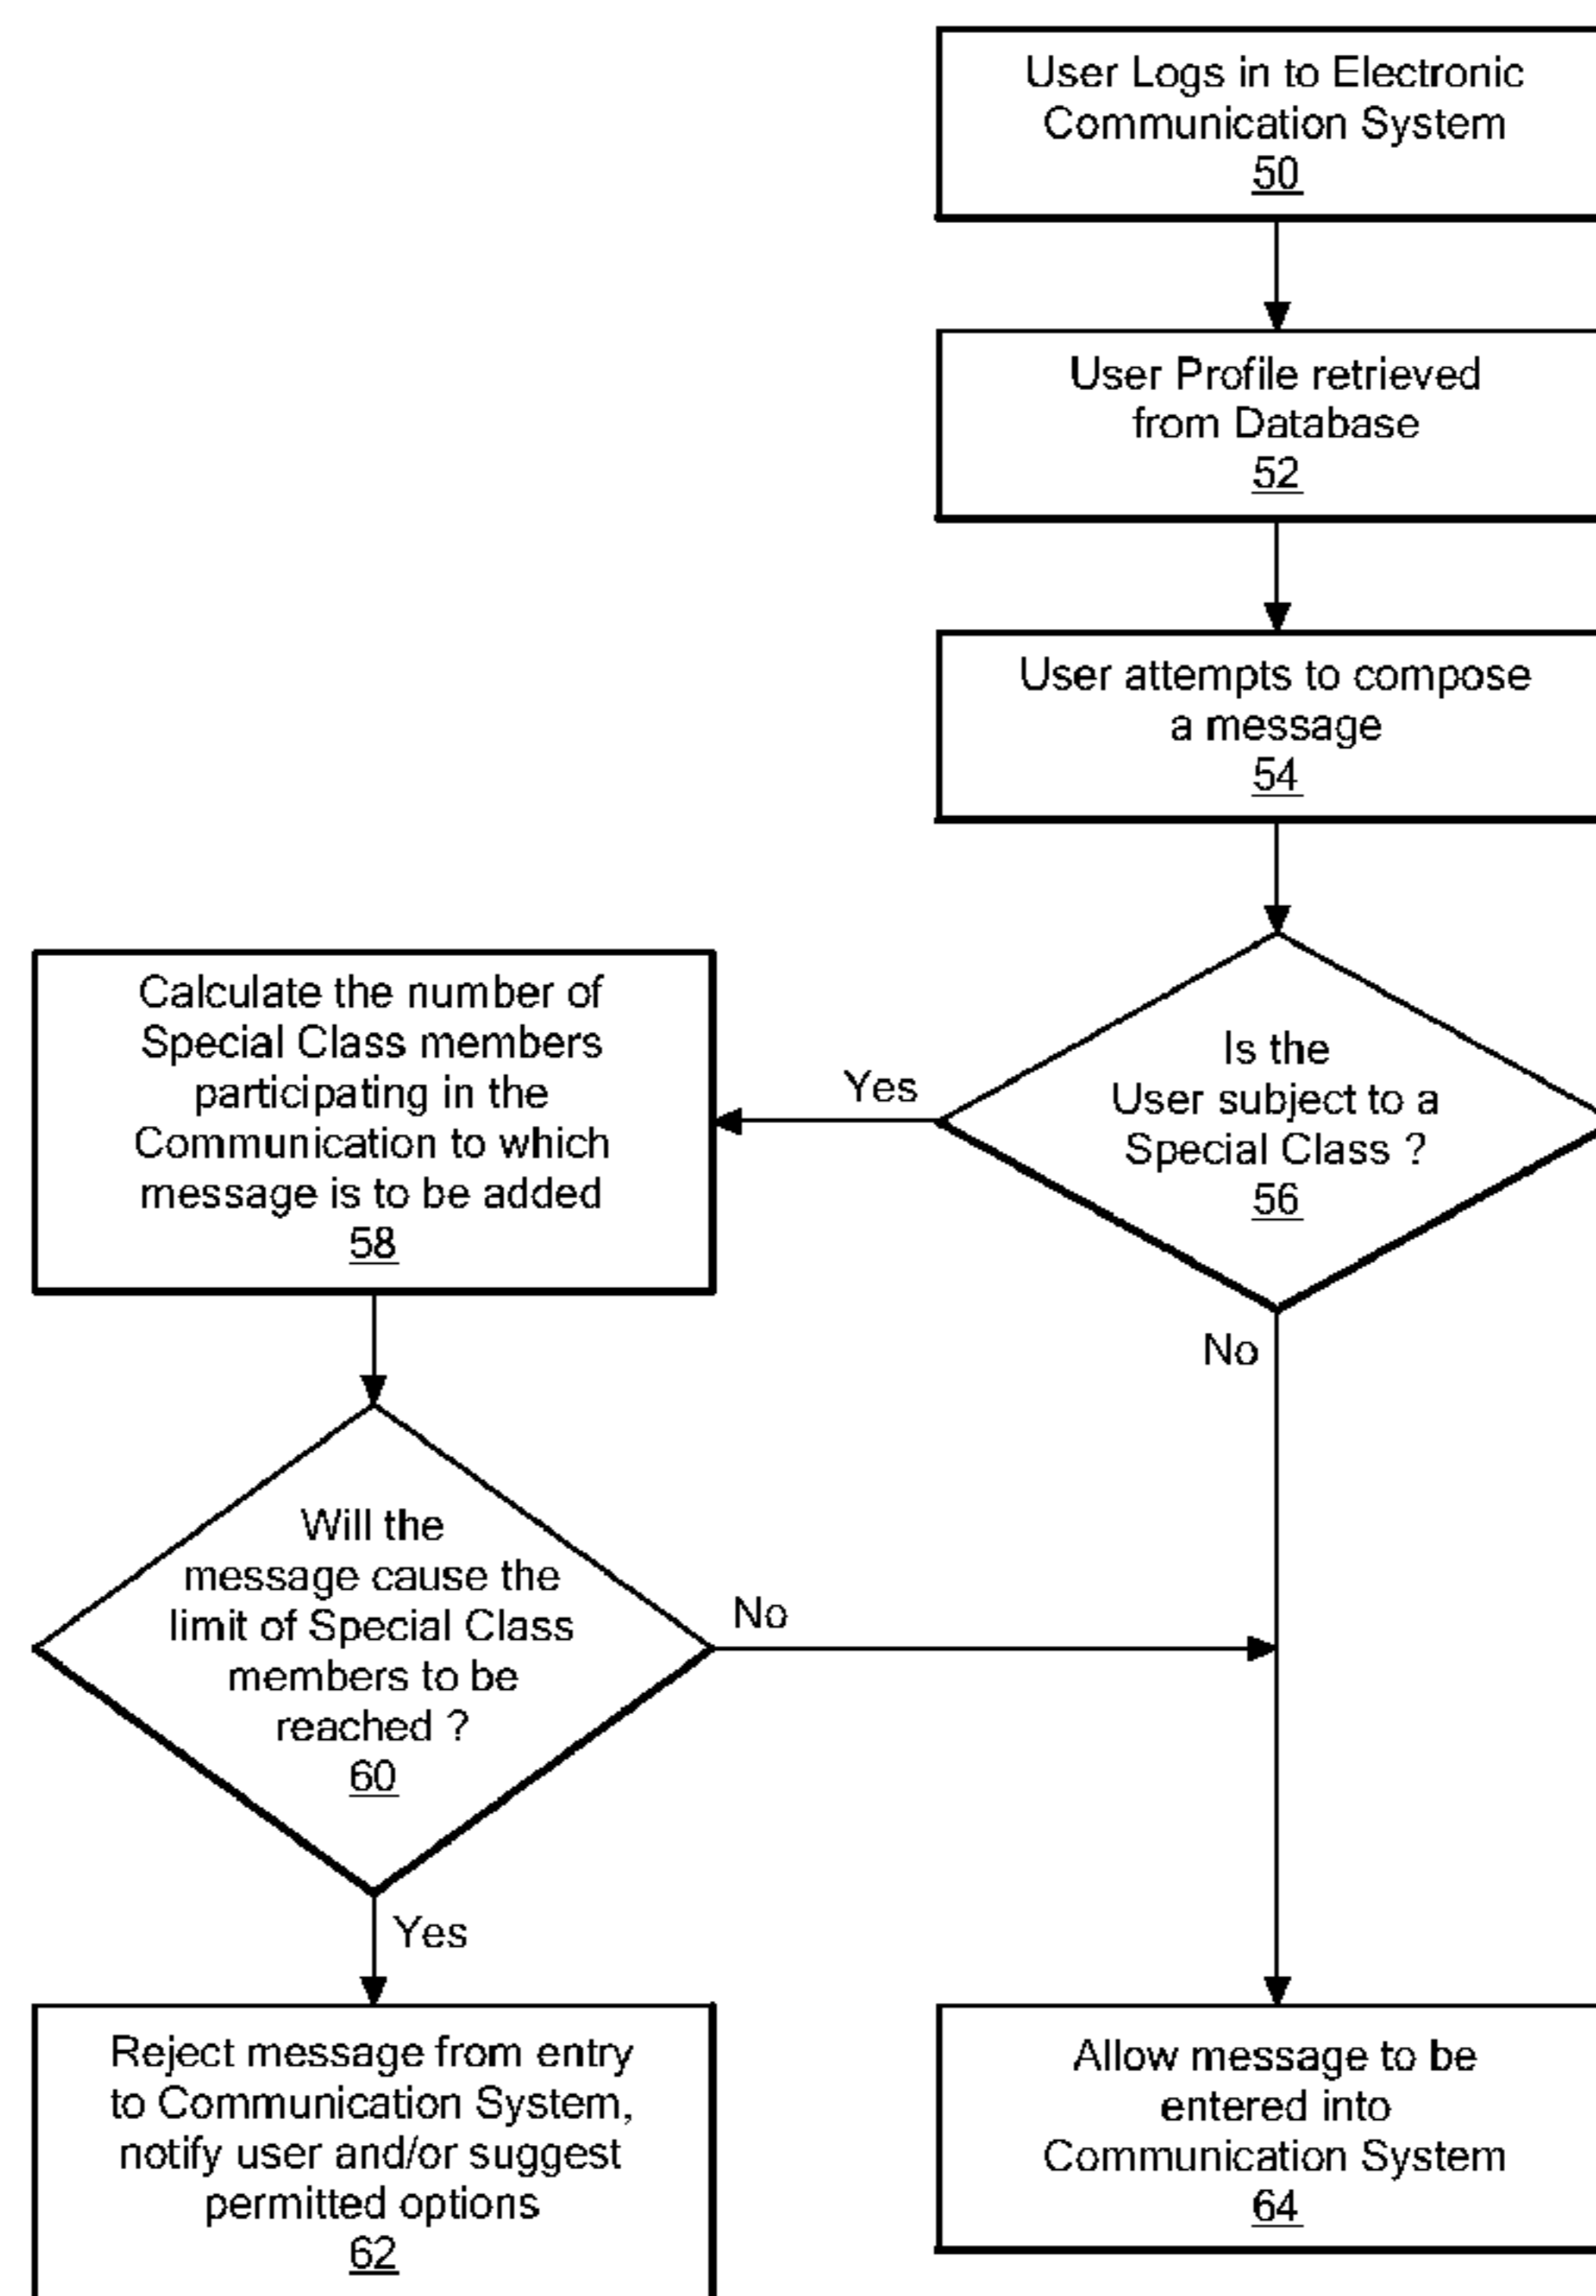 User Logs in to Electronic
Communication System
50
User Profile retrieved
from Database
52
User attempts to compose
a message
54
Is the
User subject to a
Special Class ?
56
Yes
No
Calculate the number of
Special Class members
participating in the
Communication to which
message is to be added
58
Will the
message cause the
limit of Special Class
members to be
reached ?
60
No
Yes
Reject message from entry
to Communication System,
notify user and/or suggest
permitted options
62
Allow message to be
entered into
Communication System
64